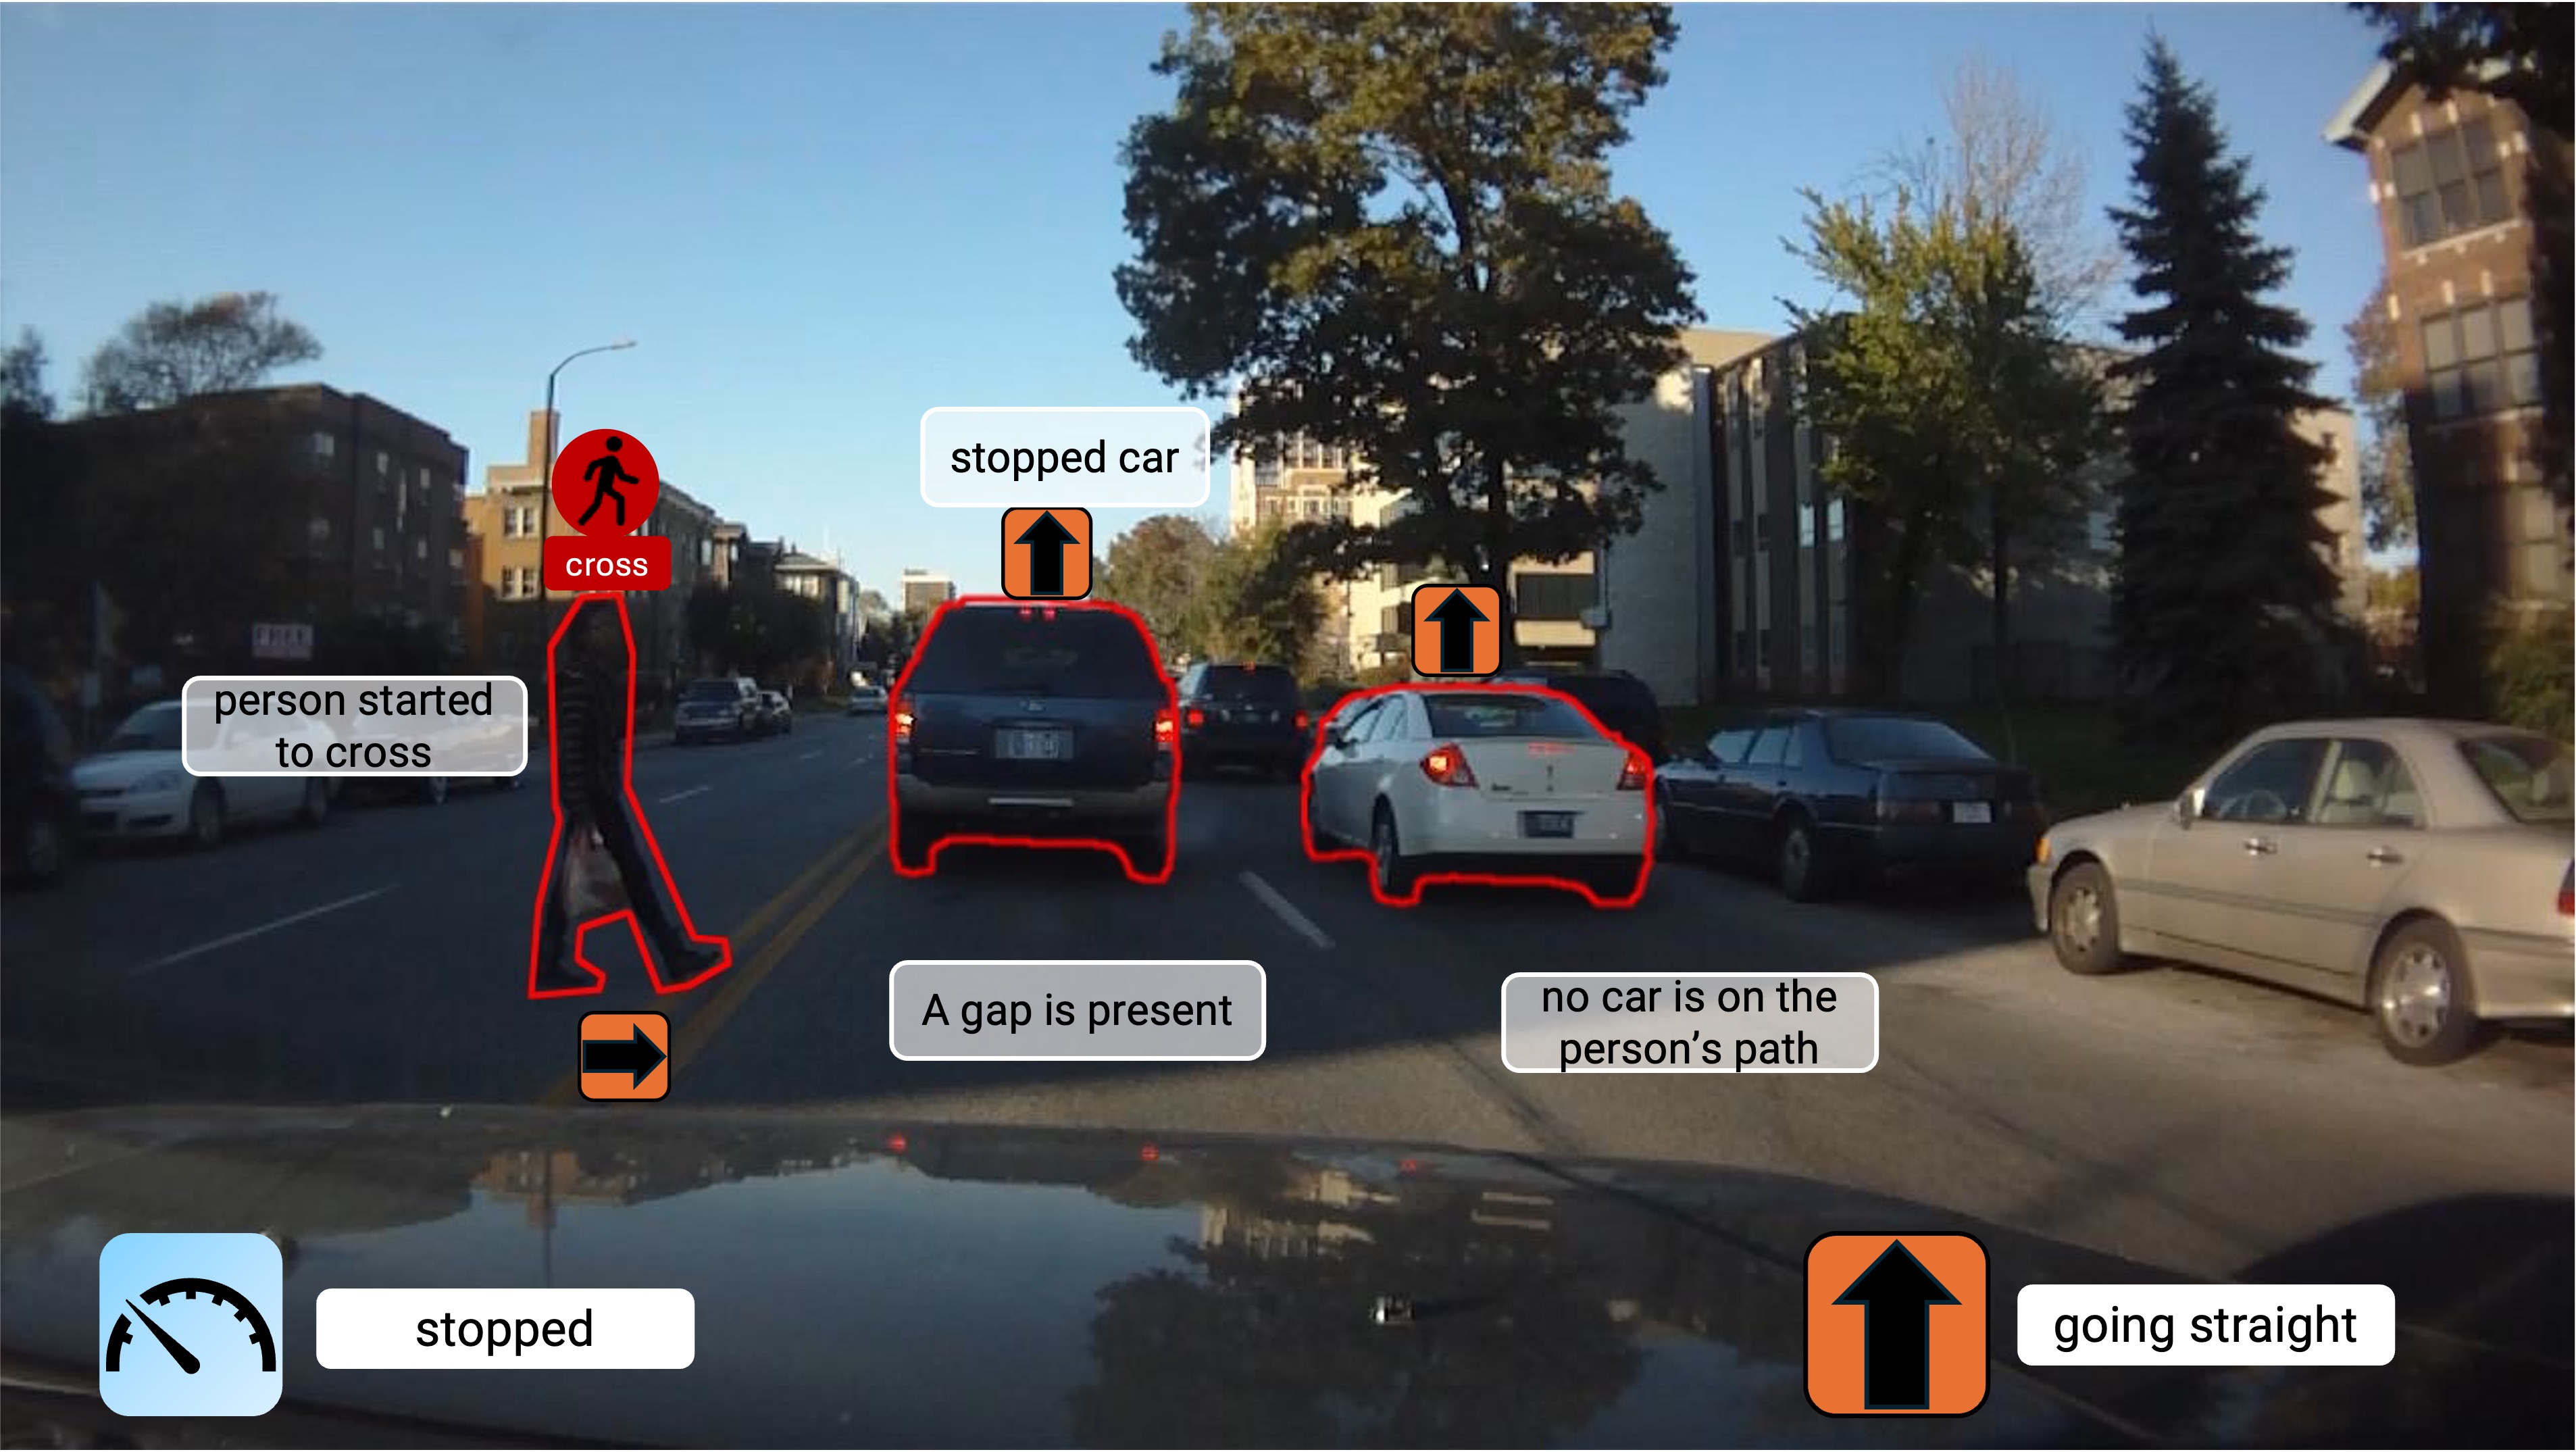 stopped car
cross
FREE
person started
to cross
A gap is present
no car is on the
person's path
stopped
going straight